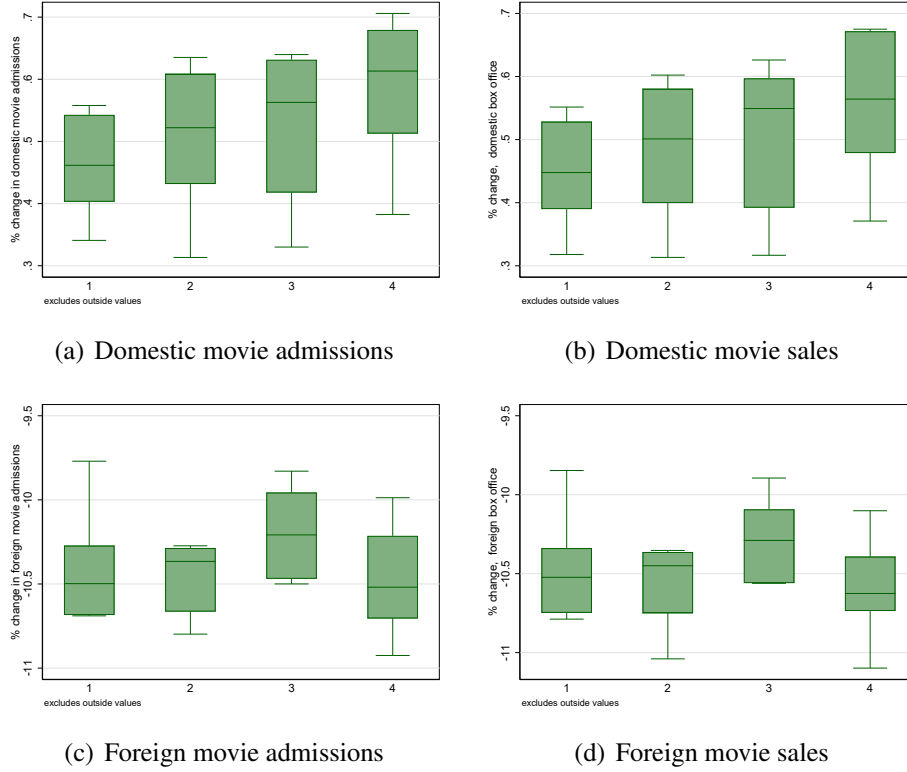 % change in domestic movie admissions
.7
.6
.5
.4
.3
1 2 3 4
excludes outside values
(a) Domestic movie admissions
% change, domestic box office
.7
.6
.5
.4
.3
1 2 3 4
excludes outside values
(b) Domestic movie sales
% change in foreign movie admissions
-9.5
-10
-10.5
-11
1 2 3 4
excludes outside values
(c) Foreign movie admissions
% change, foreign box office
-9.5
-10
-10.5
-11
1 2 3 4
excludes outside values
(d) Foreign movie sales